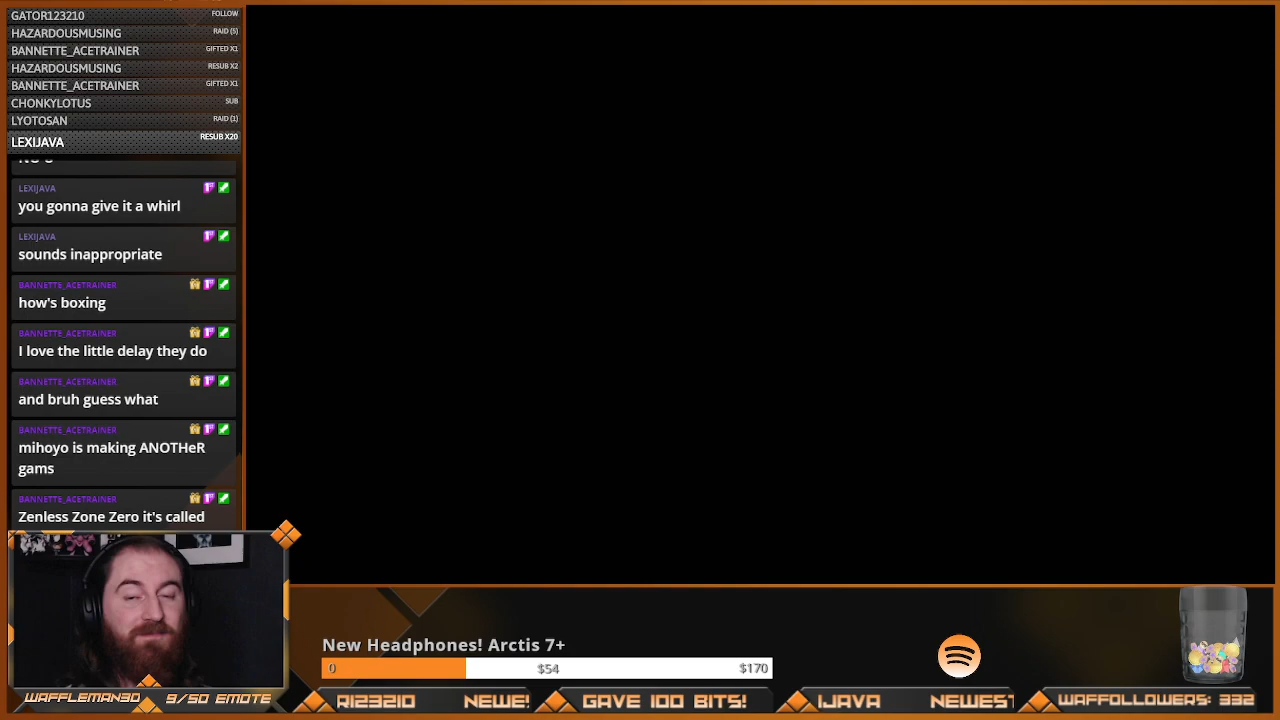 GATOR123210 FOLLOW
HAZARDOUSMUSING RAID (5)
BANNETTE_ACETRAINER GIFTED X1
HAZARDOUSMUSING RESUB X2
BANNETTE_ACETRAINER GIFTED X1
CHONKYLOTUS SUB
LYOTOSAN RAID (1)
LEXIJAVA RESUB X20
LEXIJAVA
you gonna give it a whirl
LEXIJAVA
sounds inappropriate
BANNETTE_ACETRAINER
how's boxing
BANNETTE_ACETRAINER
I love the little delay they do
BANNETTE_ACETRAINER
and bruh guess what
BANNETTE_ACETRAINER
mihoyo is making ANOTHeR
gams
BANNETTE_ACETRAINER
Zenless Zone Zero it's called
New Headphones! Arctis 7+
0 $54 $170
WAFFLEMAN3D 9/50 EMOTE
R123210 NEWE! GAVE 100 BITS! IJAVA NEWEST WAFFOLLOWERS: 332